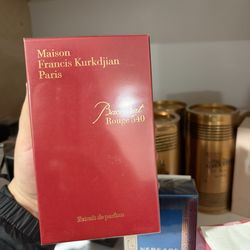 Maison
Francis Kurkdjian
Paris
Baccarat
Rouge 540
Extrait de parfum